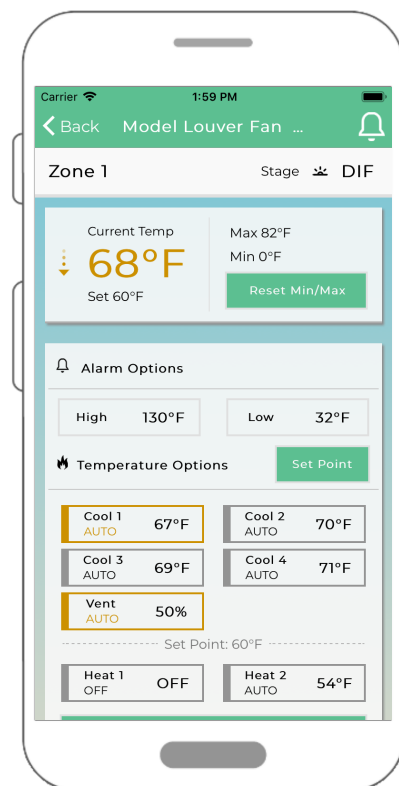 Carrier 1:59 PM
Back Model Louver Fan ...
Zone 1 Stage DIF
Current Temp
68°F
Set 60°F
Max 82°F
Min 0°F
Reset Min/Max
Alarm Options
High 130°F Low 32°F
Temperature Options Set Point
Cool 1 AUTO 67°F
Cool 2 AUTO 70°F
Cool 3 AUTO 69°F
Cool 4 AUTO 71°F
Vent AUTO 50%
Set Point: 60°F
Heat 1 OFF OFF
Heat 2 AUTO 54°F